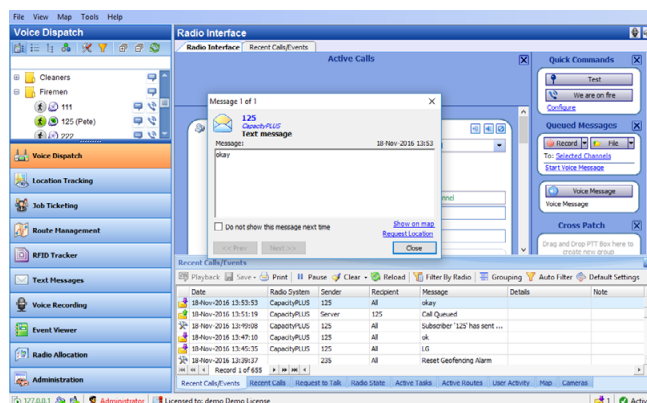 File View Map Tools Help
Voice Dispatch
Radio Interface
Radio Interface Recent Calls/Events
Active Calls
Cleaners
Firemen
111
125 (Pete)
222
Voice Dispatch
Location Tracking
Job Ticketing
Route Management
RFID Tracker
Text Messages
Voice Recording
Event Viewer
Radio Allocation
Administration
Message 1 of 1
125
CapacityPLUS
Text message
Message: 18-Nov-2016 13:53
okay
Do not show this message next time
Show on map
Request Location
<< Prev Next >> Close
Quick Commands
Test
We are on fire
Configure
Queued Messages
Record File
To: Selected Channels
Start Voice Message
Voice Message
Voice Message
Cross Patch
Drag and Drop PTT Box here to
create new group
Recent Calls/Events
Playback Save Print Pause Clear Reload Filter By Radio Grouping Auto Filter Default Settings
Date Radio System Sender Recipient Message Details Note
18-Nov-2016 13:53:53 CapacityPLUS 125 All okay
18-Nov-2016 13:51:19 CapacityPLUS Server 125 Call Queued
18-Nov-2016 13:49:08 CapacityPLUS 125 All Subscriber '125' has sent ...
18-Nov-2016 13:47:10 CapacityPLUS 125 All ok
18-Nov-2016 13:45:35 CapacityPLUS 125 All LG
18-Nov-2016 13:39:37 235 All Reset Geofencing Alarm
Record 1 of 655
Recent Calls/Events Recent Calls Request to Talk Radio State Active Tasks Active Routes User Activity Map Cameras
127.0.0.1 Administrator Licensed to: demo Demo License 1 Activ